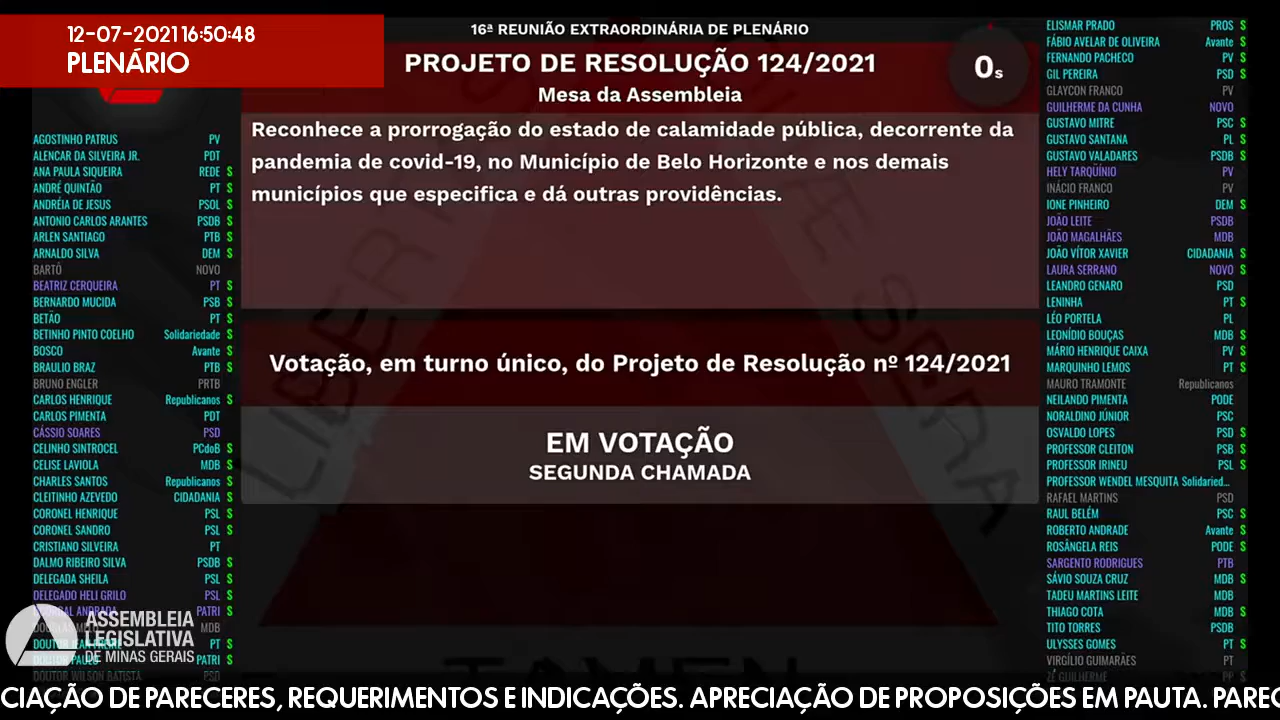 12-07-2021 16:50:48
PLENÁRIO
16ª REUNIÃO EXTRAORDINÁRIA DE PLENÁRIO
PROJETO DE RESOLUÇÃO 124/2021
Mesa da Assembleia
0s
Reconhece a prorrogação do estado de calamidade pública, decorrente da
pandemia de covid-19, no Município de Belo Horizonte e nos demais
municípios que especifica e dá outras providências.
Votação, em turno único, do Projeto de Resolução nº 124/2021
EM VOTAÇÃO
SEGUNDA CHAMADA
AGOSTINHO PATRUS PV
ALENCAR DA SILVEIRA JR. PDT
ANA PAULA SIQUEIRA REDE S
ANDRÉ QUINTÃO PT S
ANDRÉIA DE JESUS PSOL S
ANTONIO CARLOS ARANTES PSDB S
ARLEN SANTIAGO PTB S
ARNALDO SILVA DEM S
BARTÔ NOVO
BEATRIZ CERQUEIRA PT S
BERNARDO MUCIDA PSB S
BETÃO PT S
BETINHO PINTO COELHO Solidariedade S
BOSCO Avante S
BRAULIO BRAZ PTB S
BRUNO ENGLER PRTB
CARLOS HENRIQUE Republicanos S
CARLOS PIMENTA PDT
CÁSSIO SOARES PSD
CELINHO SINTROCEL PCdoB S
CELISE LAVIOLA MDB S
CHARLES SANTOS Republicanos S
CLEITINHO AZEVEDO CIDADANIA S
CORONEL HENRIQUE PSL S
CORONEL SANDRO PSL S
CRISTIANO SILVEIRA PT
DALMO RIBEIRO SILVA PSDB S
DELEGADA SHEILA PSL S
DELEGADO HELI GRILO PSL S
ANDRADA PATRI S
MDB
DOUTOR JEAN FREIRE PT S
DOUTOR PAULO PATRI S
DOUTOR WILSON BATISTA PSD
ELISMAR PRADO PROS S
FÁBIO AVELAR DE OLIVEIRA Avante S
FERNANDO PACHECO PV S
GIL PEREIRA PSD S
GLAYCON FRANCO PV
GUILHERME DA CUNHA NOVO
GUSTAVO MITRE PSC S
GUSTAVO SANTANA PL S
GUSTAVO VALADARES PSDB S
HELY TARQÜÍNIO PV
INÁCIO FRANCO PV
IONE PINHEIRO DEM S
JOÃO LEITE PSDB
JOÃO MAGALHÃES MDB
JOÃO VÍTOR XAVIER CIDADANIA S
LAURA SERRANO NOVO S
LEANDRO GENARO PSD
LENINHA PT S
LÉO PORTELA PL
LEONÍDIO BOUÇAS MDB S
MÁRIO HENRIQUE CAIXA PV S
MARQUINHO LEMOS PT S
MAURO TRAMONTE Republicanos
NEILANDO PIMENTA PODE
NORALDINO JÚNIOR PSC
OSVALDO LOPES PSD S
PROFESSOR CLEITON PSB S
PROFESSOR IRINEU PSL S
PROFESSOR WENDEL MESQUITA Solidaried...
RAFAEL MARTINS PSD
RAUL BELÉM PSC S
ROBERTO ANDRADE Avante S
ROSÂNGELA REIS PODE S
SARGENTO RODRIGUES PTB
SÁVIO SOUZA CRUZ MDB S
TADEU MARTINS LEITE MDB
THIAGO COTA MDB S
TITO TORRES PSDB
ULYSSES GOMES PT S
VIRGÍLIO GUIMARÃES PT
ZÉ GUILHERME PP S
ASSEMBLEIA
LEGISLATIVA
DE MINAS GERAIS
CIAÇÃO DE PARECERES, REQUERIMENTOS E INDICAÇÕES. APRECIAÇÃO DE PROPOSIÇÕES EM PAUTA. PAREC